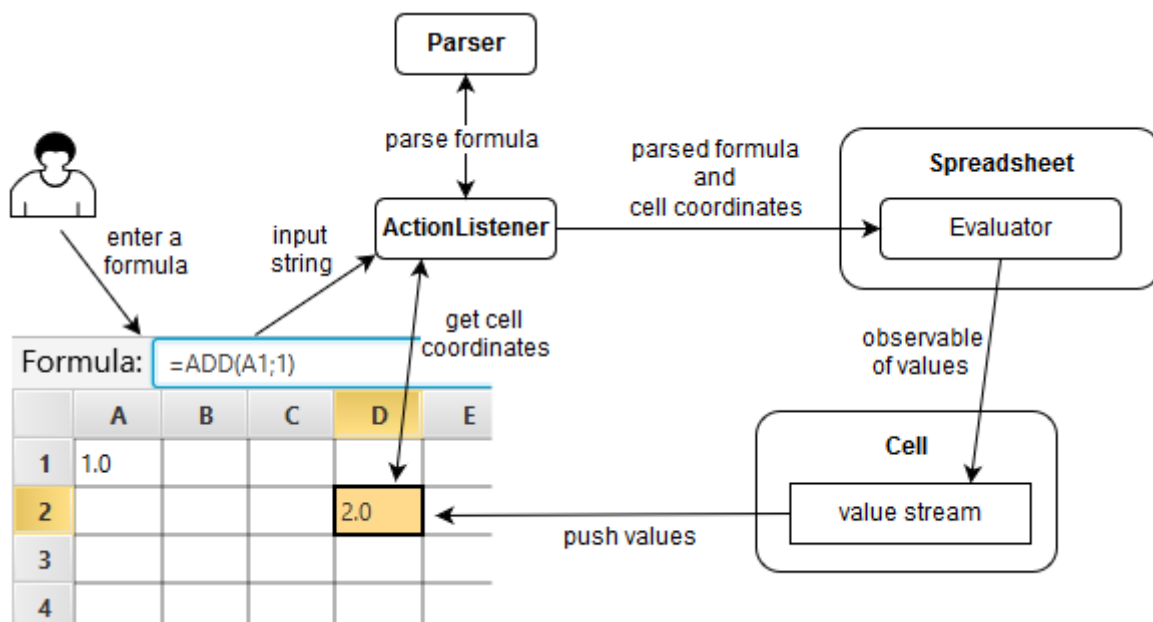 Parser
parse formula
parsed formula
and
cell coordinates
Spreadsheet
Evaluator
ActionListener
enter a
formula
input
string
get cell
coordinates
observable
of values
Formula: =ADD(A1;1)
A B C D E
1 1.0
2 2.0
3
4
Cell
value stream
push values